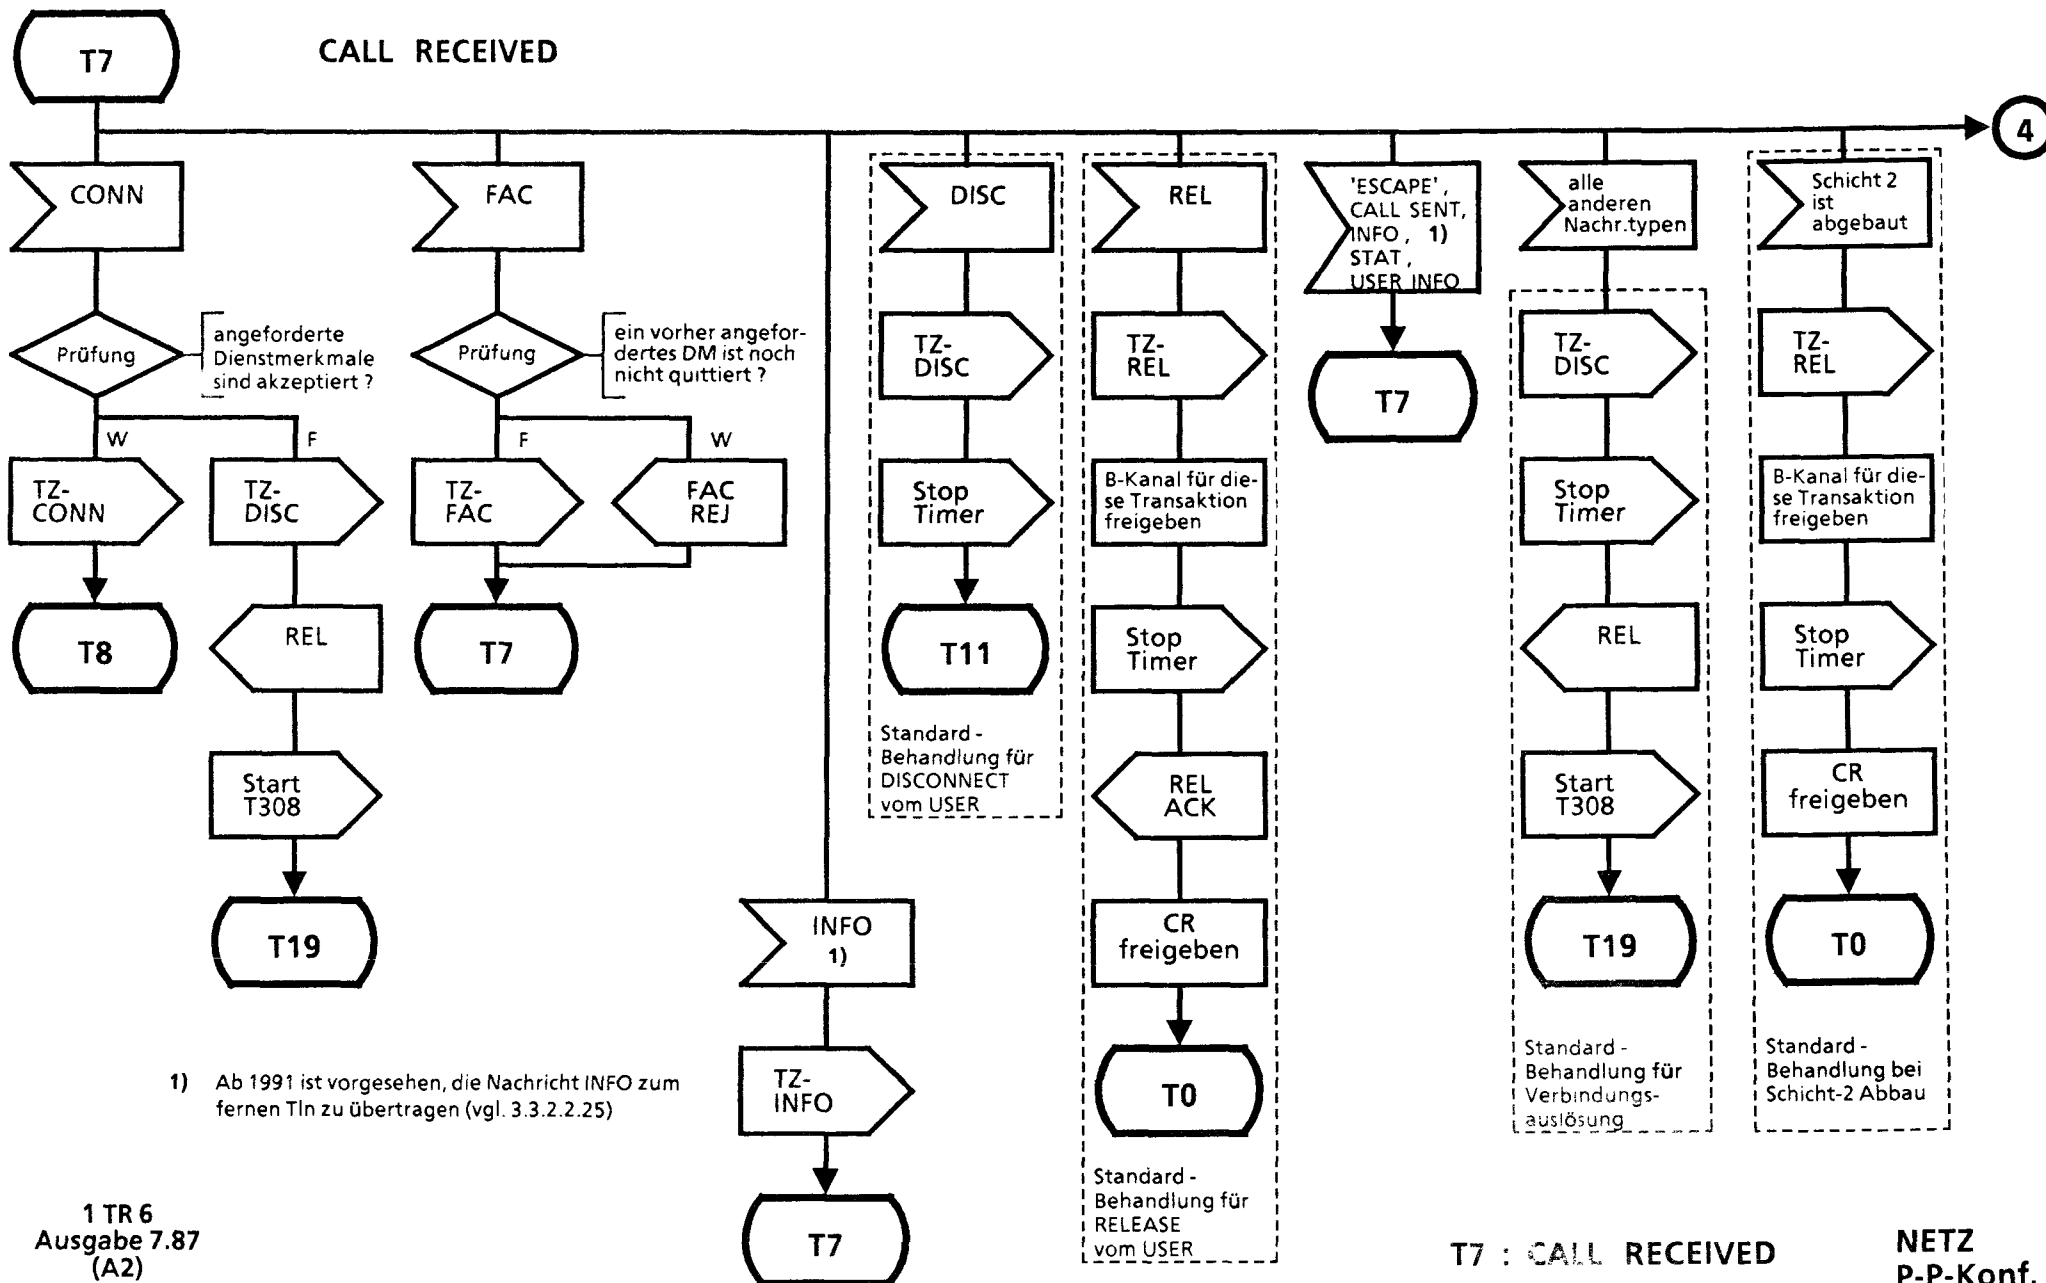 T7
CALL RECEIVED
4
CONN
FAC
DISC
REL
'ESCAPE',
CALL SENT,
INFO, 1)
STAT,
USER INFO
alle
anderen
Nachr.typen
Schicht 2
ist
abgebaut
Prüfung
angeforderte
Dienstmerkmale
sind akzeptiert ?
Prüfung
ein vorher angefor-
dertes DM ist noch
nicht quittiert ?
TZ-
DISC
TZ-
REL
T7
TZ-
DISC
TZ-
REL
W
F
F
W
TZ-
CONN
TZ-
DISC
TZ-
FAC
FAC
REJ
Stop
Timer
B-Kanal für die-
se Transaktion
freigeben
Stop
Timer
B-Kanal für die-
se Transaktion
freigeben
T8
REL
T7
T11
Stop
Timer
REL
Stop
Timer
Standard -
Behandlung für
DISCONNECT
vom USER
Start
T308
REL
ACK
Start
T308
CR
freigeben
T19
INFO
1)
CR
freigeben
T19
T0
1) Ab 1991 ist vorgesehen, die Nachricht INFO zum
fernen Tln zu übertragen (vgl. 3.3.2.2.25)
TZ-
INFO
T0
Standard -
Behandlung für
Verbindungs-
auslösung
Standard -
Behandlung bei
Schicht-2 Abbau
T7
Standard -
Behandlung für
RELEASE
vom USER
1 TR 6
Ausgabe 7.87
(A2)
T7 : CALL RECEIVED
NETZ
P-P-Konf.